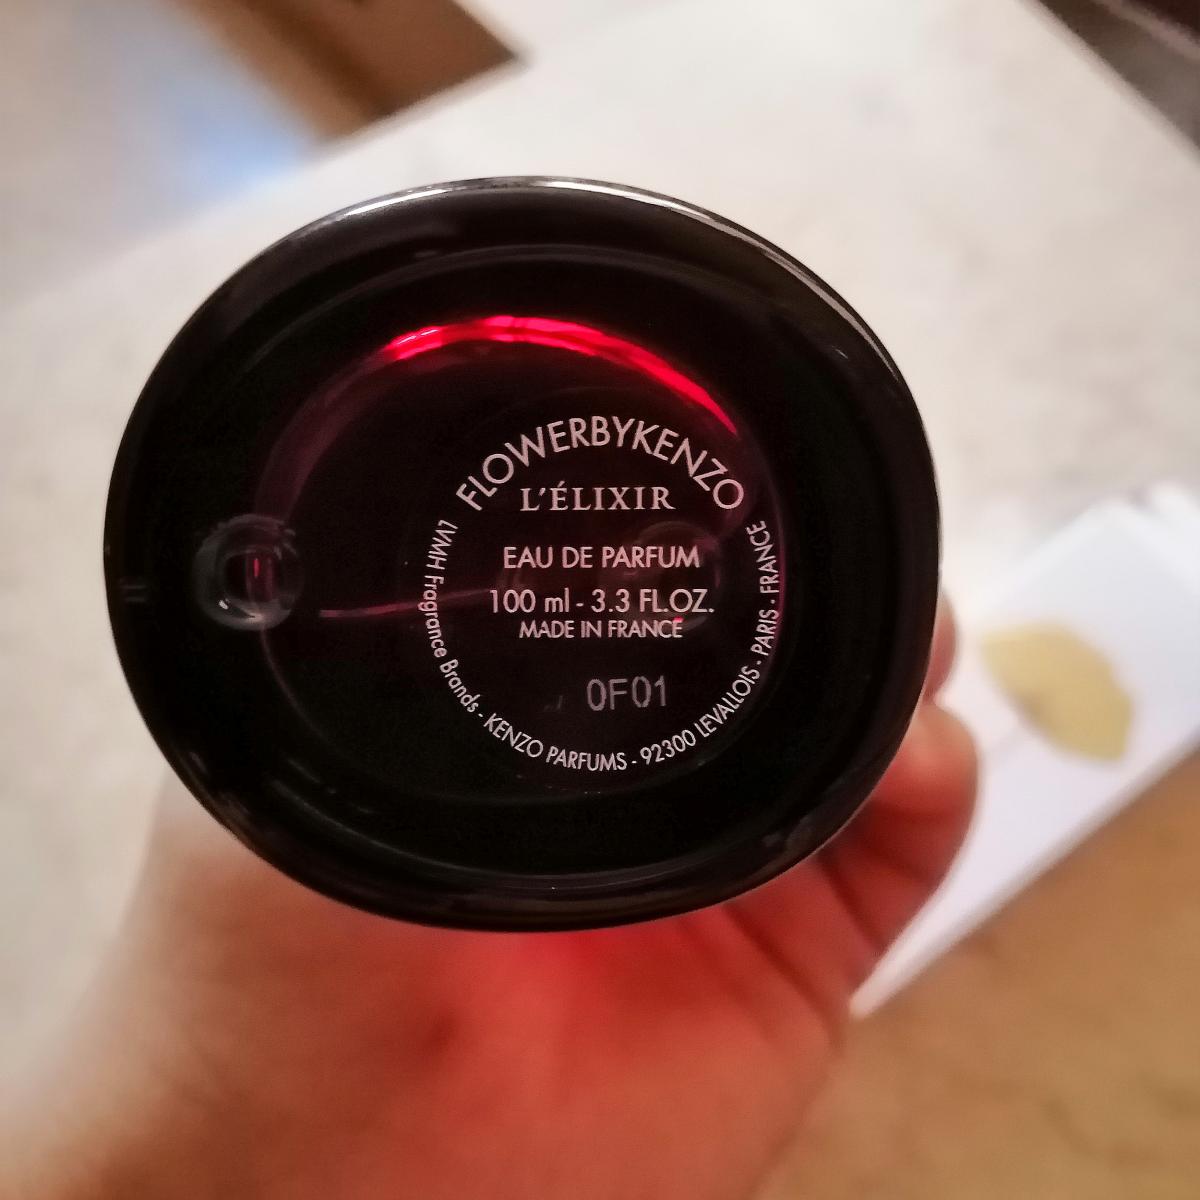 FLOWERBYKENZO
L'ÉLIXIR
EAU DE PARFUM
100 ml - 3.3 FL.OZ.
MADE IN FRANCE
0F01
LVMH Fragrance Brands - KENZO PARFUMS - 92300 LEVALLOIS . PARIS . FRANCE